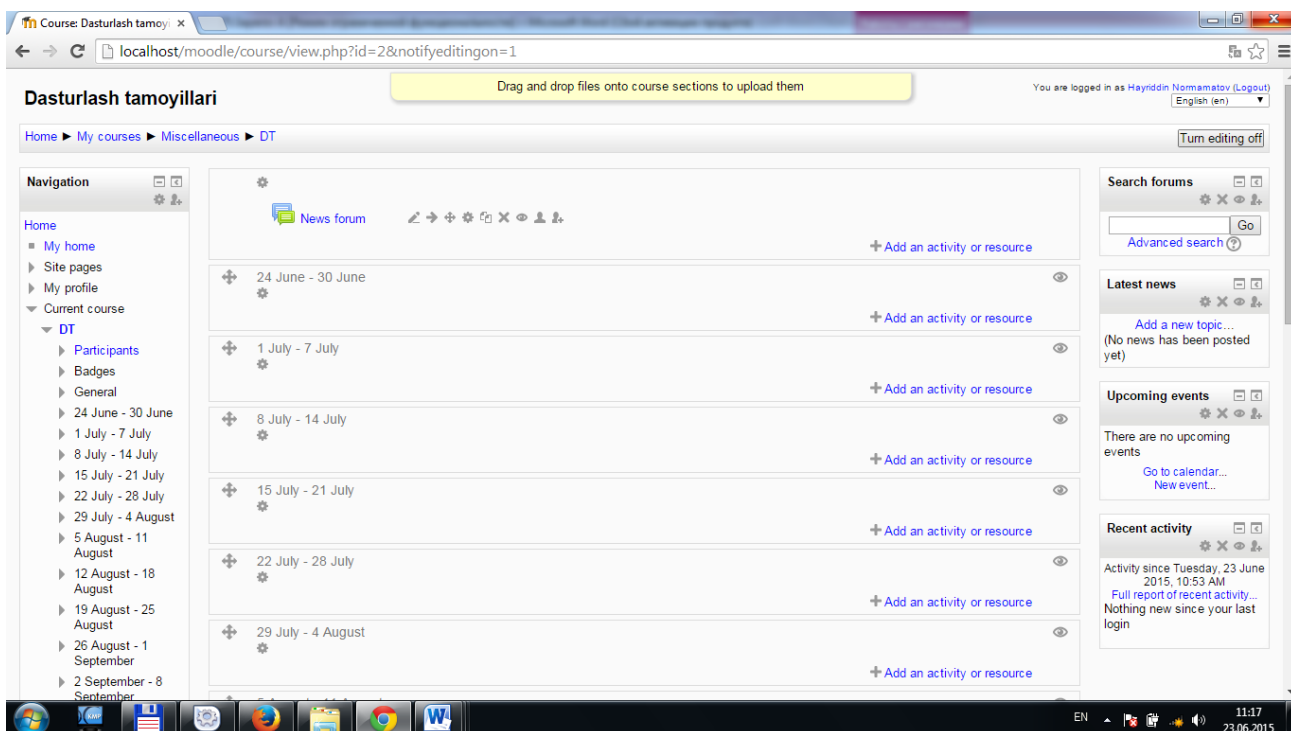 Course: Dasturlash tamoyi
localhost/moodle/course/view.php?id=2&notifyeditingon=1
Dasturlash tamoyillari
Drag and drop files onto course sections to upload them
You are logged in as Hayriddin Normamatov (Logout)
English (en)
Home ► My courses ► Miscellaneous ► DT
Turn editing off
Navigation
Home
My home
Site pages
My profile
Current course
DT
Participants
Badges
General
24 June - 30 June
1 July - 7 July
8 July - 14 July
15 July - 21 July
22 July - 28 July
29 July - 4 August
5 August - 11
August
12 August - 18
August
19 August - 25
August
26 August - 1
September
2 September - 8
September
News forum
Add an activity or resource
24 June - 30 June
Add an activity or resource
1 July - 7 July
Add an activity or resource
8 July - 14 July
Add an activity or resource
15 July - 21 July
Add an activity or resource
22 July - 28 July
Add an activity or resource
29 July - 4 August
Add an activity or resource
Search forums
Go
Advanced search
Latest news
Add a new topic...
(No news has been posted
yet)
Upcoming events
There are no upcoming
events
Go to calendar...
New event...
Recent activity
Activity since Tuesday, 23 June
2015, 10:53 AM
Full report of recent activity...
Nothing new since your last
login
EN
11:17
23.06.2015